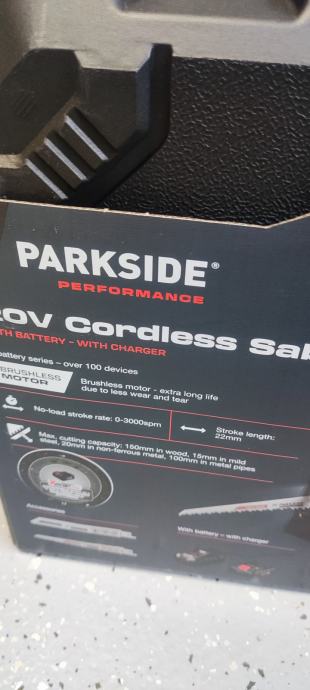 PARKSIDE®
PERFORMANCE
20V Cordless Sab
TH BATTERY - WITH CHARGER
battery series – over 100 devices
BRUSHLESS
MOTOR
Brushless motor - extra long life
due to less wear and tear
No-load stroke rate: 0-3000spm
Stroke length:
22mm
Max. cutting capacity: 150mm in wood, 15mm in mild
steel, 20mm in non-ferrous metal, 100mm in metal pipes
Accessories
With battery – with charger